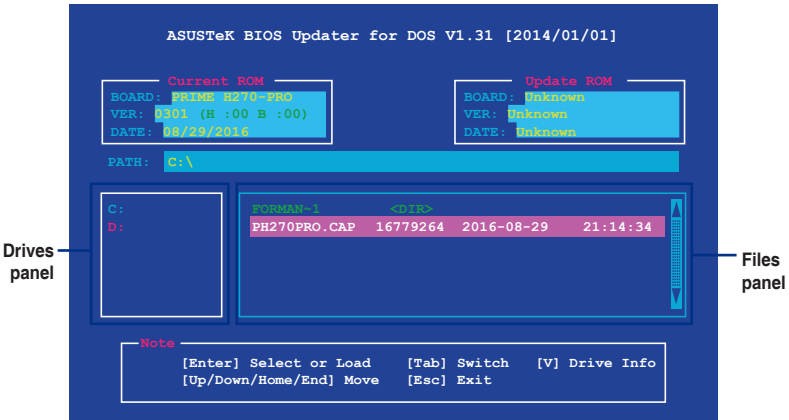 ASUSTeK BIOS Updater for DOS V1.31 [2014/01/01]
Current ROM
BOARD: PRIME H270-PRO
VER: 0301 (H :00 B :00)
DATE: 08/29/2016
Update ROM
BOARD: Unknown
VER: Unknown
DATE: Unknown
PATH: C:\
C:
D:
FORMAN~1 <DIR>
PH270PRO.CAP 16779264 2016-08-29 21:14:34
Drives
panel
Files
panel
Note
[Enter] Select or Load [Tab] Switch [V] Drive Info
[Up/Down/Home/End] Move [Esc] Exit